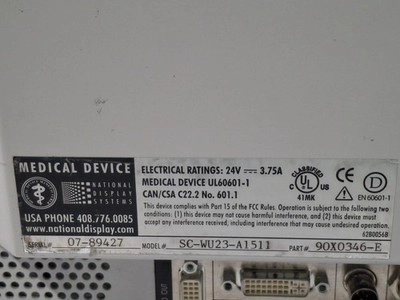 MEDICAL DEVICE
NATIONAL
DISPLAY
SYSTEMS
USA PHONE 408.776.0085
www.nationaldisplay.com
ELECTRICAL RATINGS: 24V ⎓ 3.75A
MEDICAL DEVICE UL60601-1
CAN/CSA C22.2 No. 601.1
This device complies with Part 15 of the FCC Rules. Operation is subject to the following two
conditions: (1) this device may not cause harmful interference, and (2) this device must
accept any interference received, including interference that may cause undesired operation.
CLASSIFIED
C UL US
41MK
EN 60601-1
62B0056B
SERIAL# 07-89427 MODEL# SC-WU23-A1511 PART# 90X0346-E
OUT